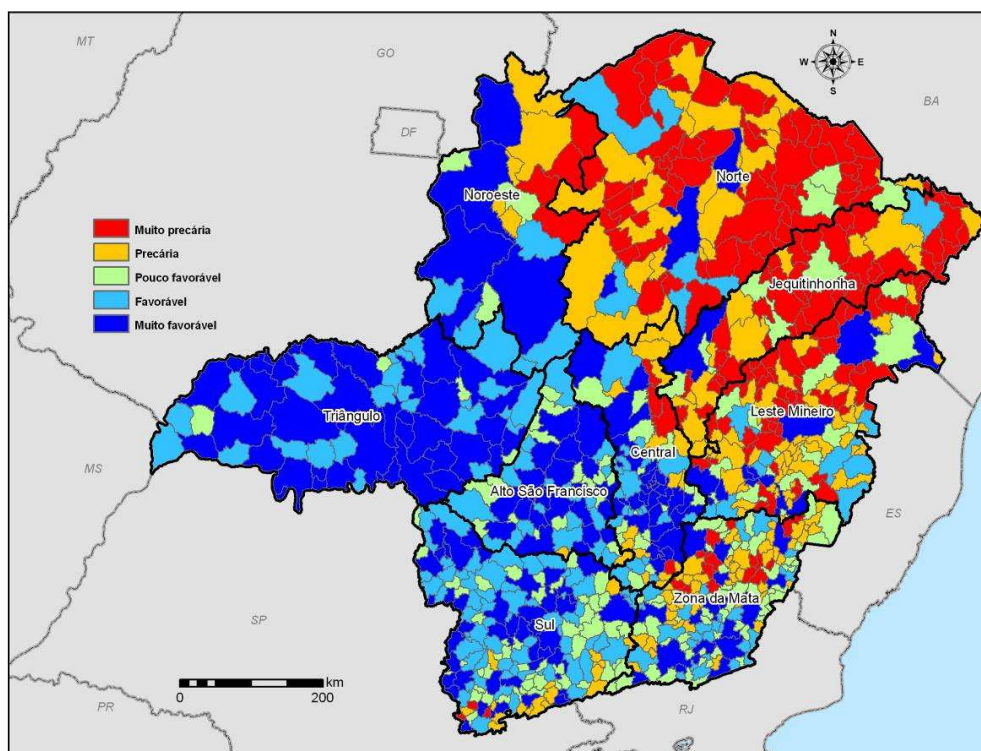 MT
GO
N
W E
S
BA
DF
Noroeste
Norte
Muito precária
Precária
Pouco favorável
Favorável
Muito favorável
Jequitinhonha
Triângulo
Leste Mineiro
Central
MS
Alto São Francisco
ES
Zona da Mata
SP
Sul
km
0 200
PR
RJ